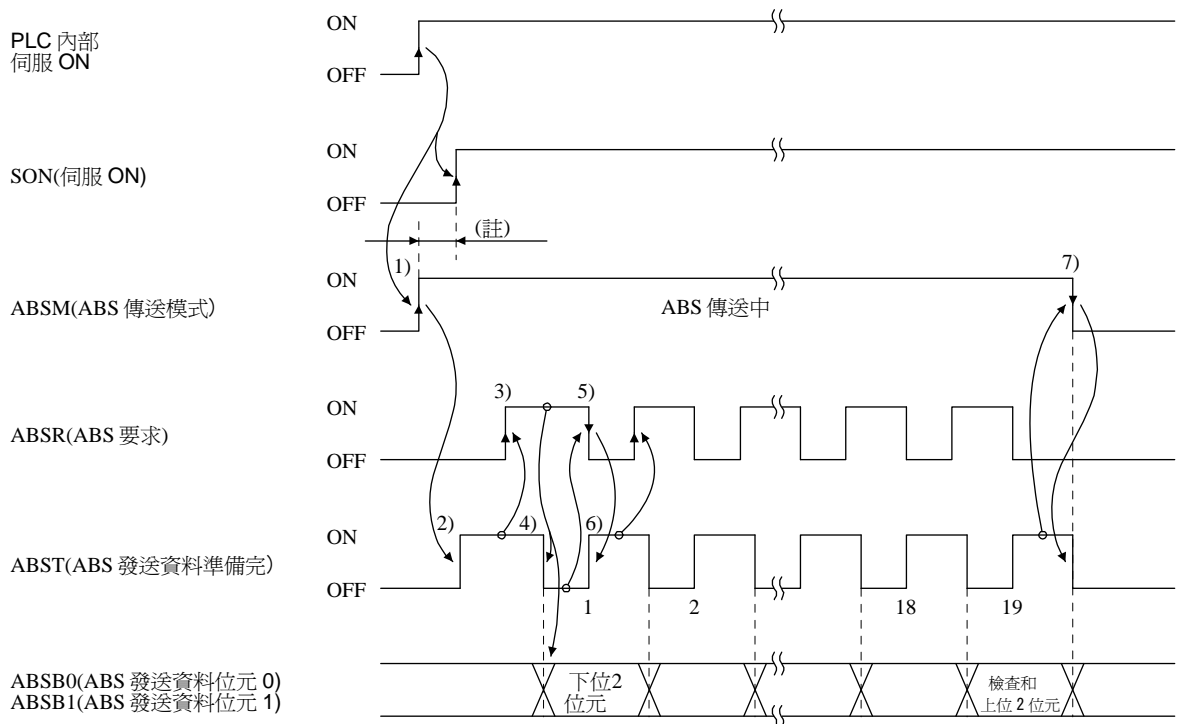 PLC 內部
伺服 ON
ON
OFF
SON(伺服 ON)
ON
OFF
(註)
ABSM(ABS 傳送模式)
ON
OFF
1)
ABS 傳送中
7)
ABSR(ABS 要求)
ON
OFF
3)
5)
ABST(ABS 發送資料準備完)
ON
OFF
2)
4)
6)
1
2
18
19
ABSB0(ABS 發送資料位元 0)
ABSB1(ABS 發送資料位元 1)
下位2
位元
檢查和
上位 2 位元